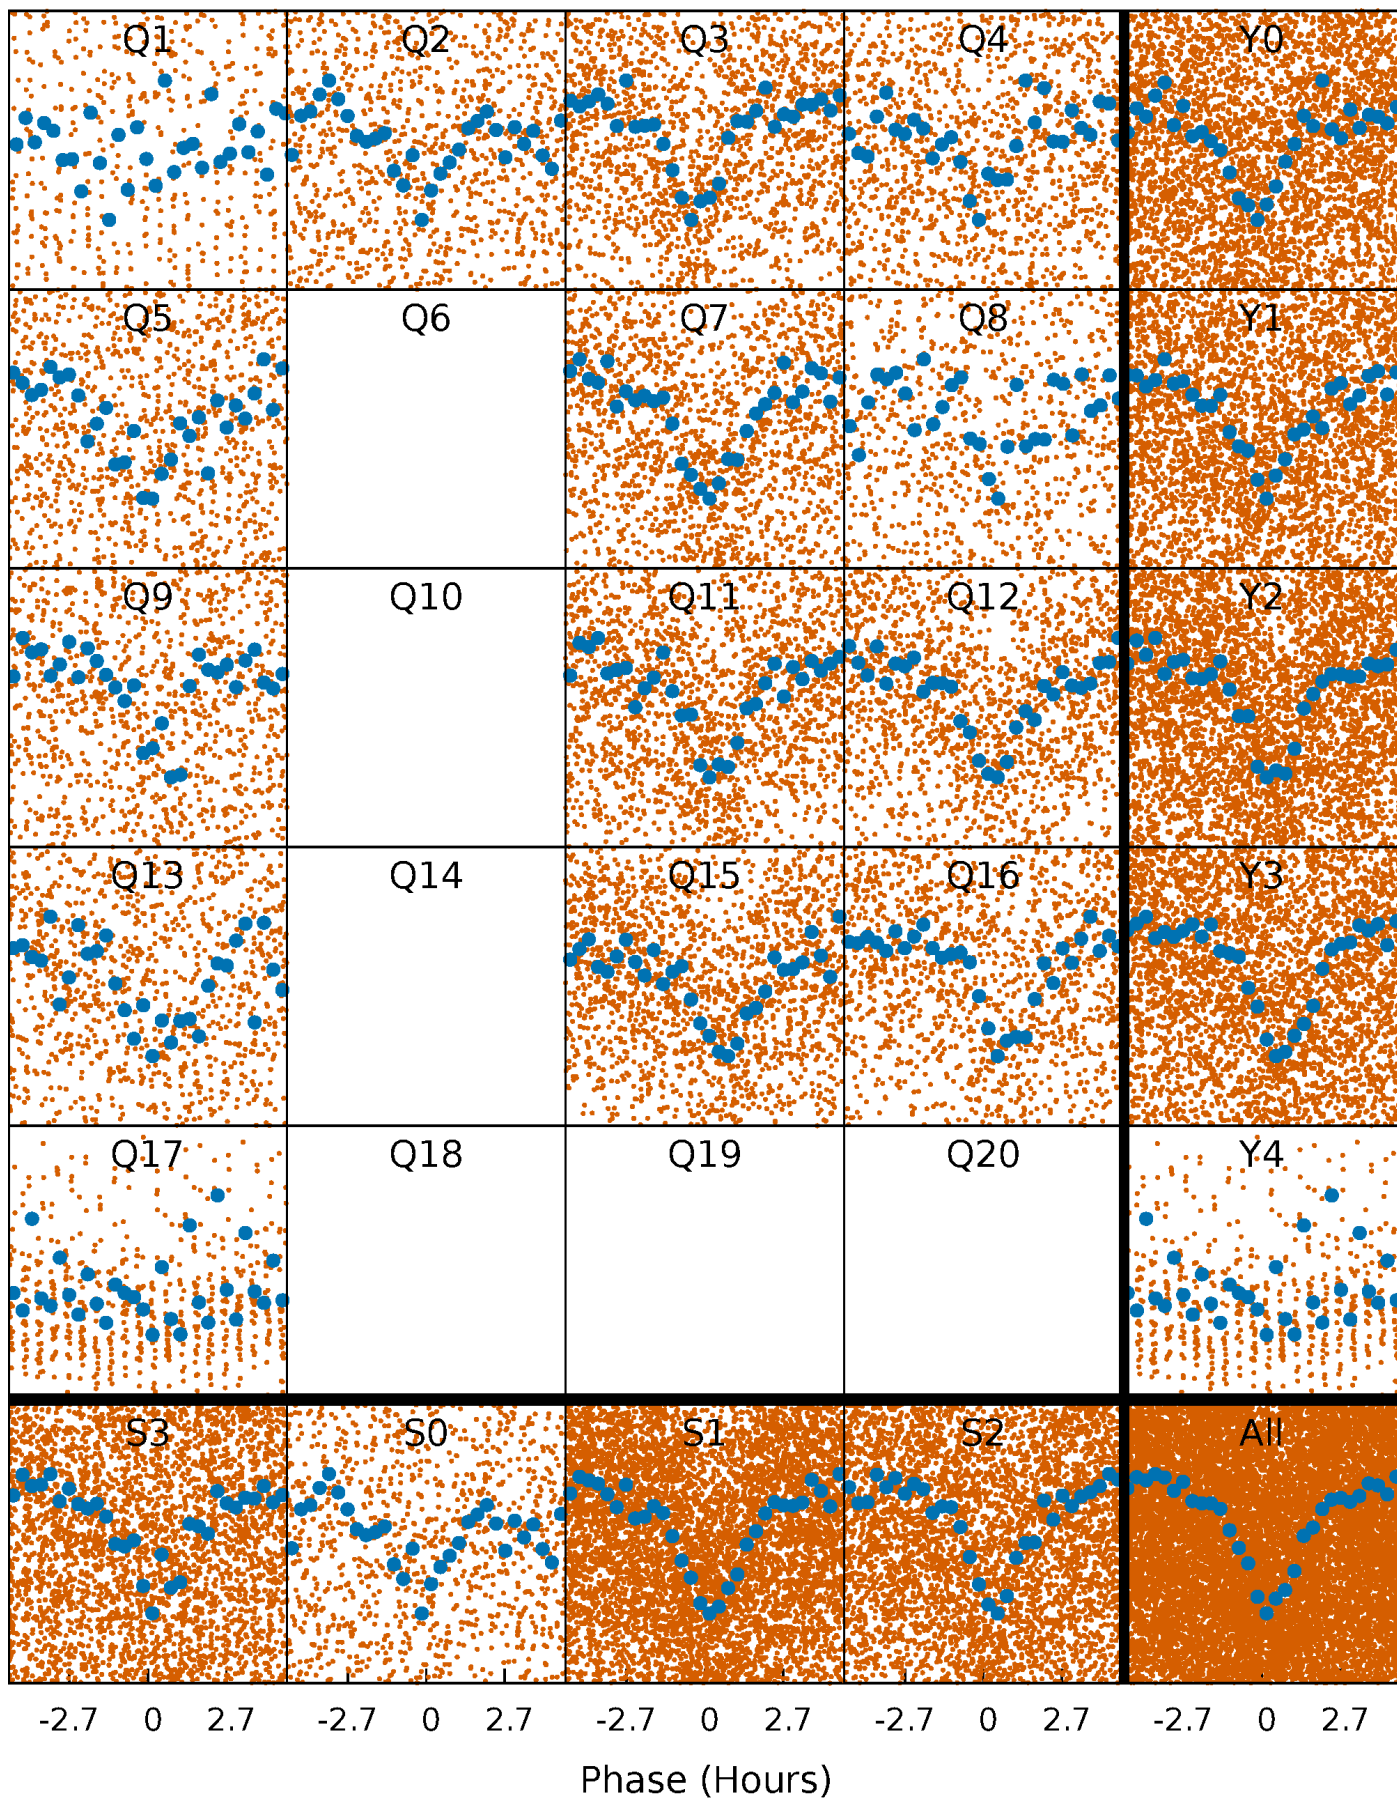 Q1 Q2 Q3 Q4 Y0
Q5 Q6 Q7 Q8 Y1
Q9 Q10 Q11 Q12 Y2
Q13 Q14 Q15 Q16 Y3
Q17 Q18 Q19 Q20 Y4
S3 S0 S1 S2 All
-2.7 0 2.7 -2.7 0 2.7 -2.7 0 2.7 -2.7 0 2.7 -2.7 0 2.7
Phase (Hours)